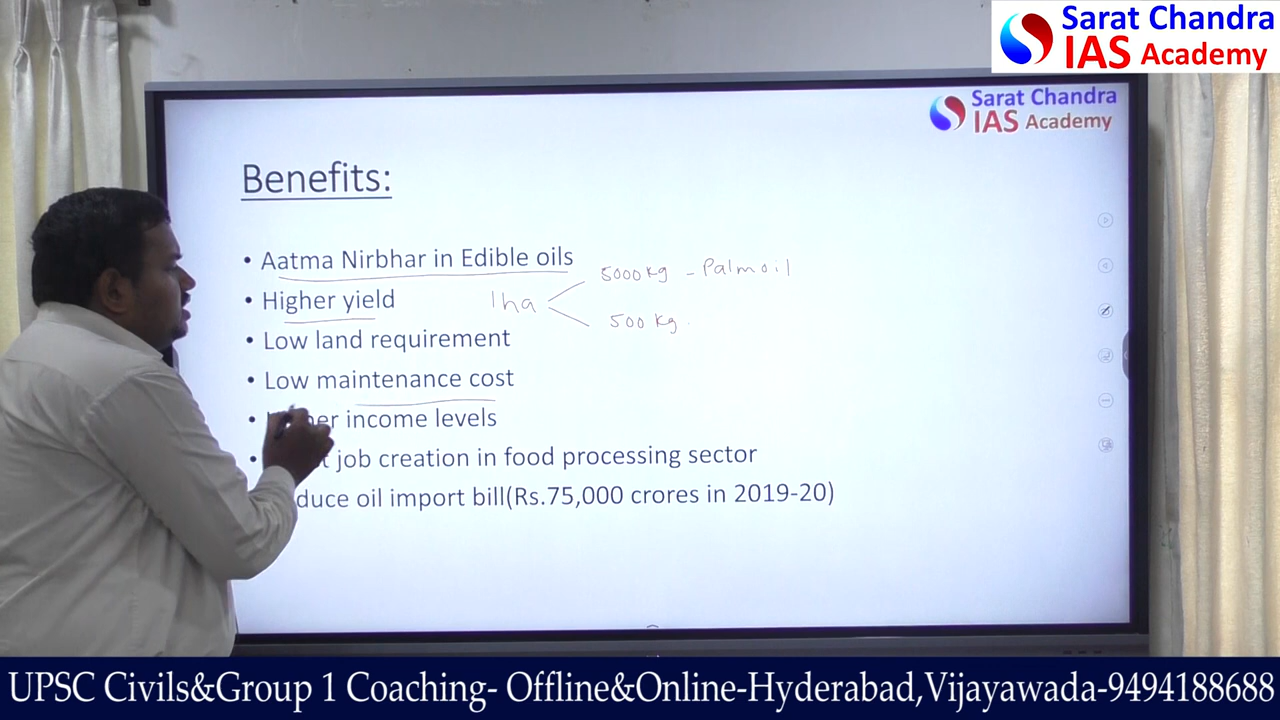 Sarat Chandra
IAS Academy
Sarat Chandra
IAS Academy
Benefits:
• Aatma Nirbhar in Edible oils
5000 kg - Palmoil
• Higher yield
1ha
500 kg.
• Low land requirement
• Low maintenance cost
• income levels
• job creation in food processing sector
oil import bill(Rs.75,000 crores in 2019-20)
UPSC Civils&Group 1 Coaching- Offline&Online-Hyderabad,Vijayawada-9494188688